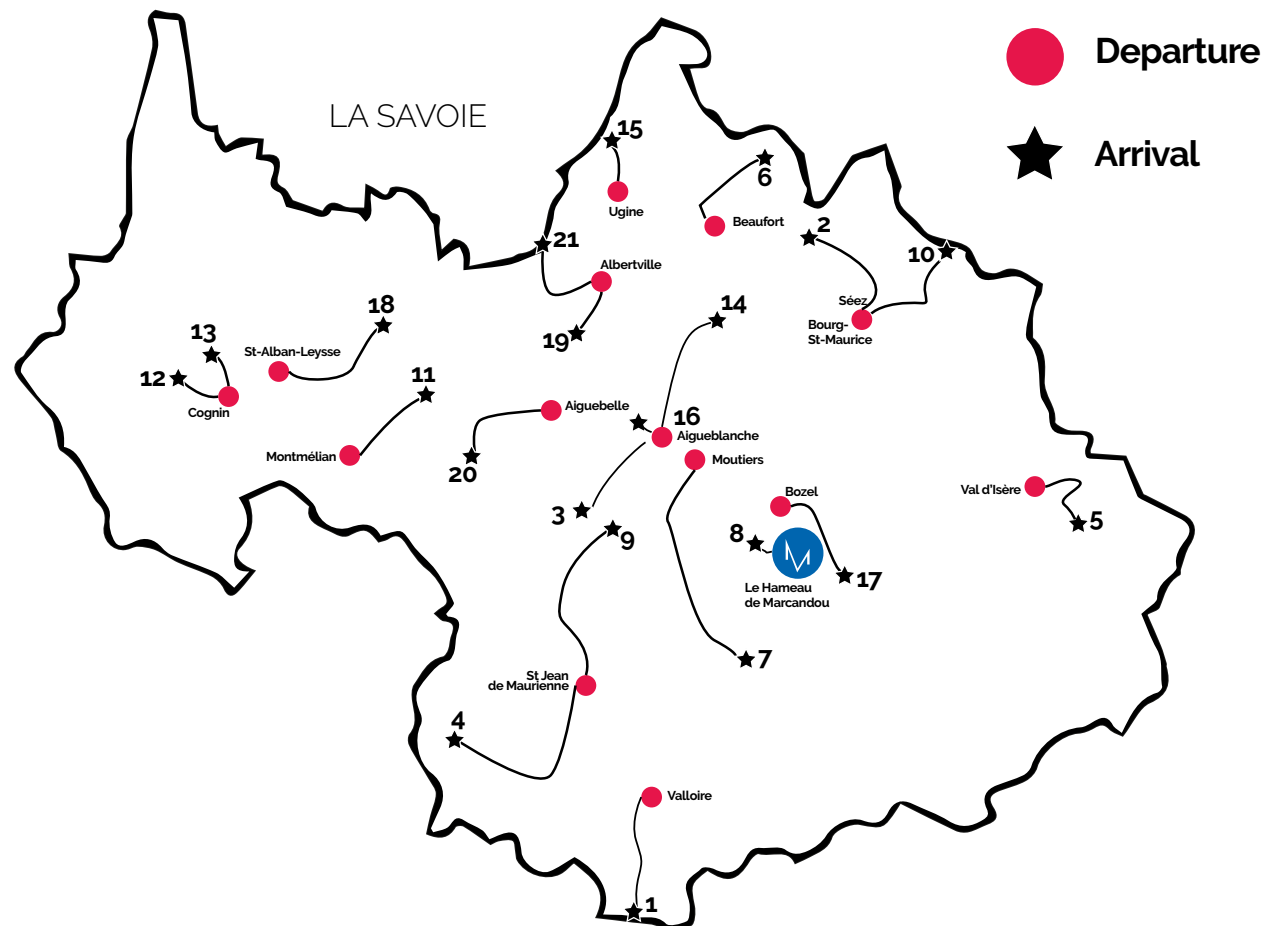 Departure
LA SAVOIE
Arrival
15
6
Ugine
Beaufort
2
21
10
Albertville
18
14
Séez
13
19
Bourg-
St-Maurice
St-Alban-Leysse
12
11
Cognin
Aiguebelle
16
Aigueblanche
Montmélian
Moutiers
20
Val d'Isère
Bozel
3
5
9
8
17
Le Hameau
de Marcandou
7
St Jean
de Maurienne
4
Valloire
1